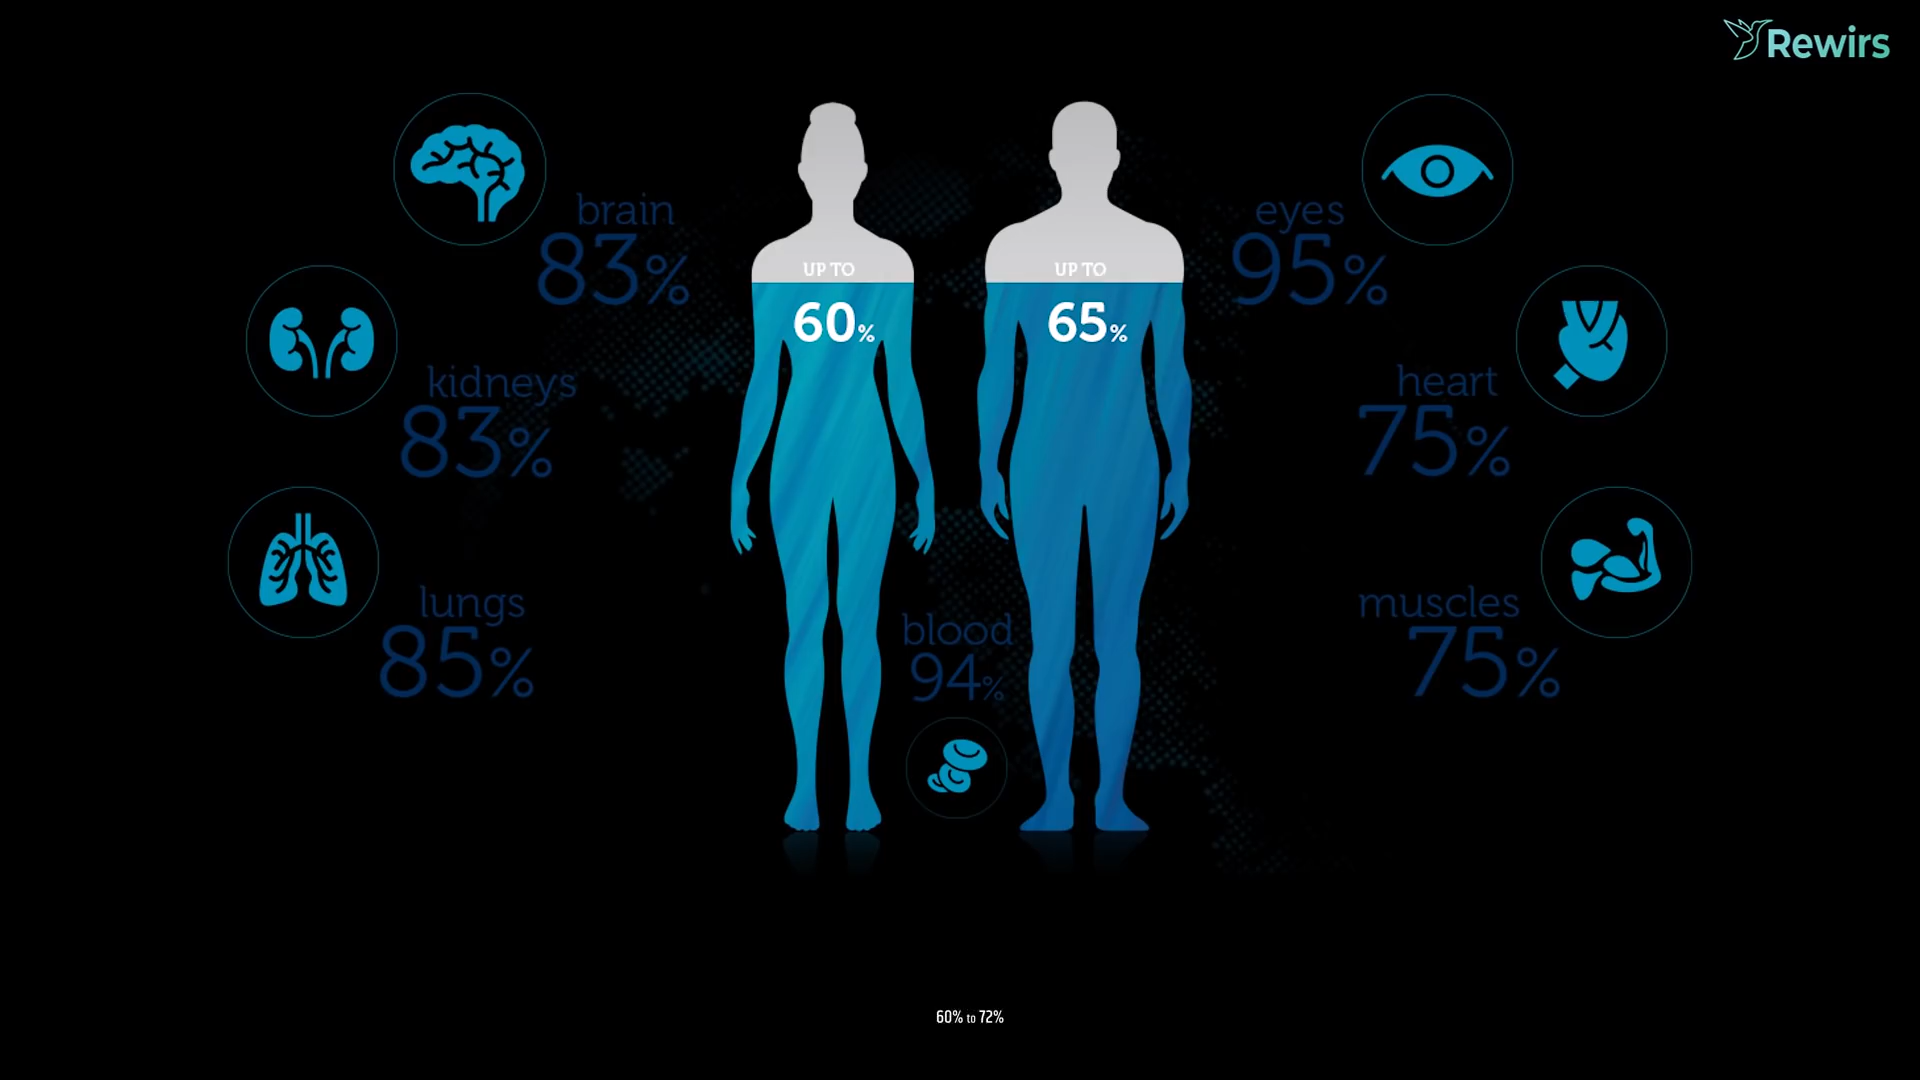 Rewirs
brain
83%
kidneys
83%
lungs
85%
UP TO
60%
UP TO
65%
blood
94%
eyes
95%
heart
75%
muscles
75%
60% to 72%